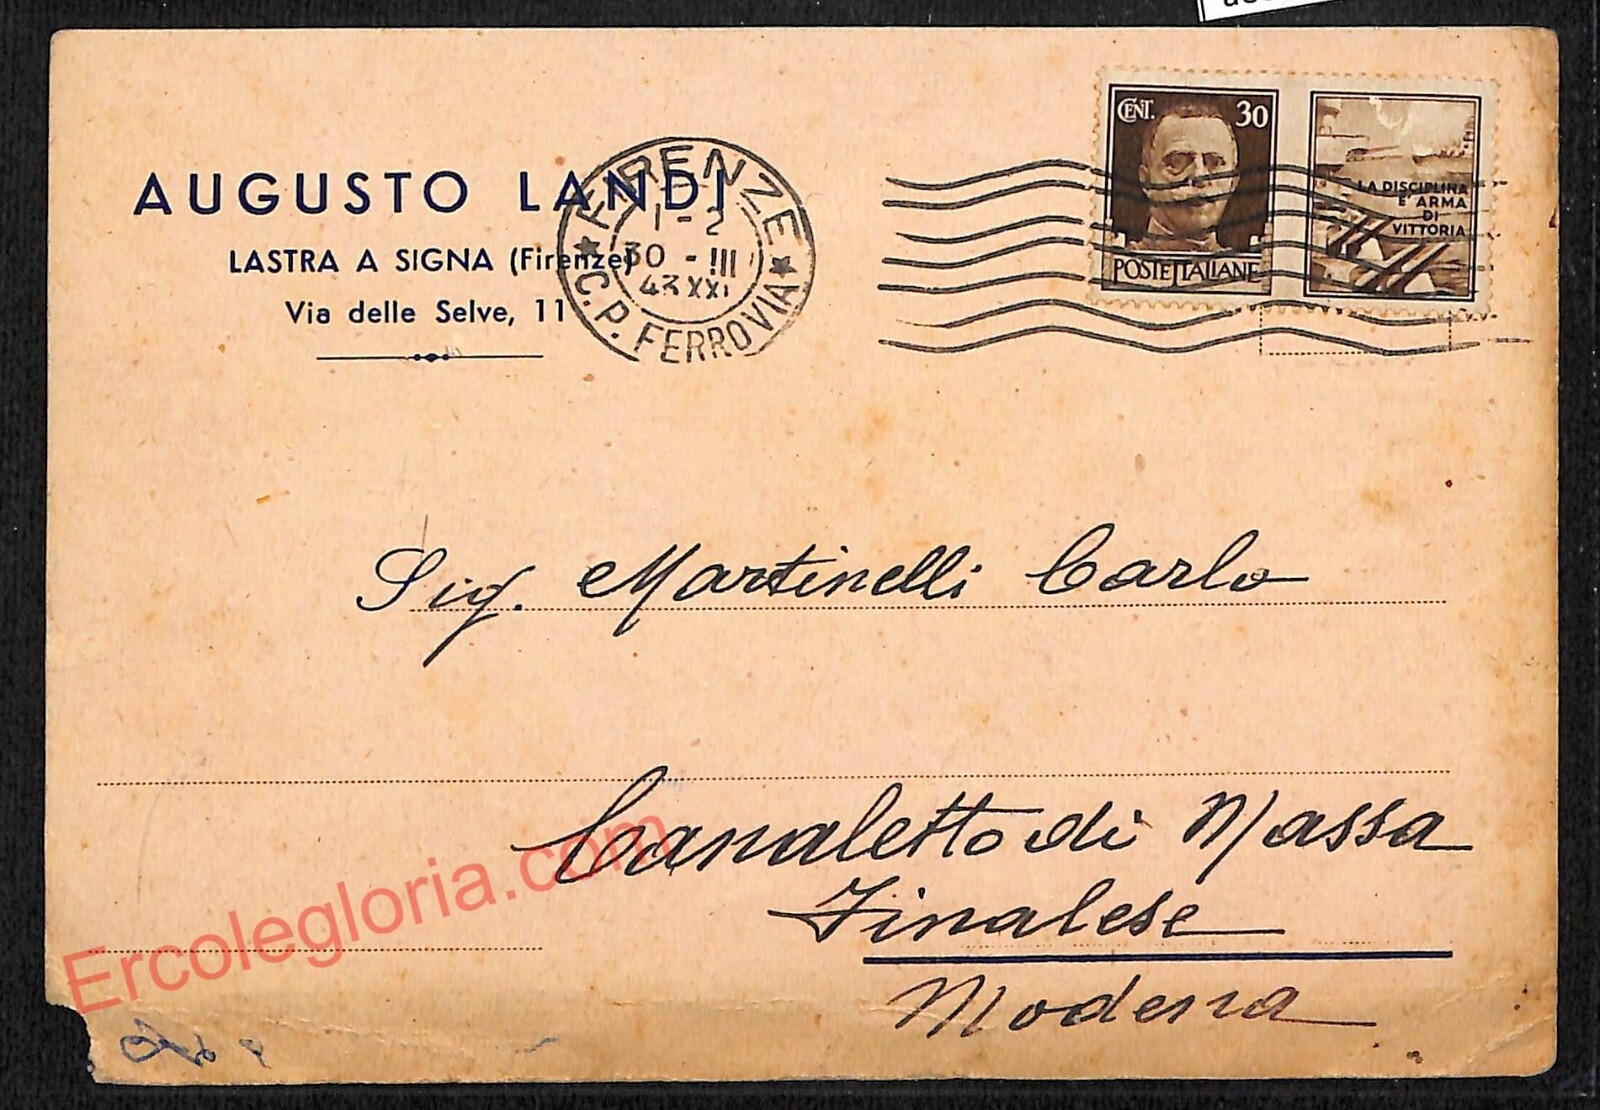 AUGUSTO LANDI
LASTRA A SIGNA (Firenze)
Via delle Selve, 11
FIRENZE
1-2
30 - III
43 XXI
C.P. FERROVIA
CENT. 30
POSTE ITALIANE
LA DISCIPLINA
E' ARMA
DI
VITTORIA
Sig. Martinelli Carlo
Canaletto di Massa
Finalese
Modena
Ercolegloria.com